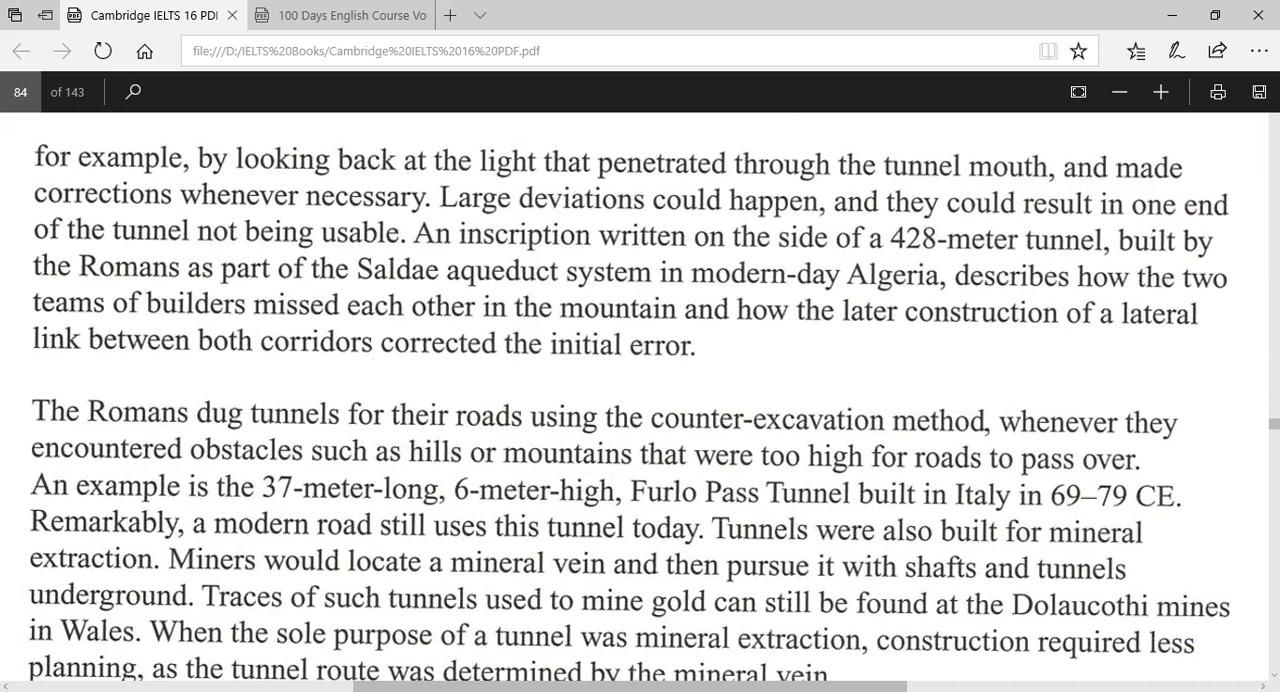 Cambridge IELTS 16 PDI
100 Days English Course Vo
file:///D:/IELTS%20Books/Cambridge%20IELTS%2016%20PDF.pdf
84 of 143
for example, by looking back at the light that penetrated through the tunnel mouth, and made
corrections whenever necessary. Large deviations could happen, and they could result in one end
of the tunnel not being usable. An inscription written on the side of a 428-meter tunnel, built by
the Romans as part of the Saldae aqueduct system in modern-day Algeria, describes how the two
teams of builders missed each other in the mountain and how the later construction of a lateral
link between both corridors corrected the initial error.
The Romans dug tunnels for their roads using the counter-excavation method, whenever they
encountered obstacles such as hills or mountains that were too high for roads to pass over.
An example is the 37-meter-long, 6-meter-high, Furlo Pass Tunnel built in Italy in 69–79 CE.
Remarkably, a modern road still uses this tunnel today. Tunnels were also built for mineral
extraction. Miners would locate a mineral vein and then pursue it with shafts and tunnels
underground. Traces of such tunnels used to mine gold can still be found at the Dolaucothi mines
in Wales. When the sole purpose of a tunnel was mineral extraction, construction required less
planning, as the tunnel route was determined by the mineral vein